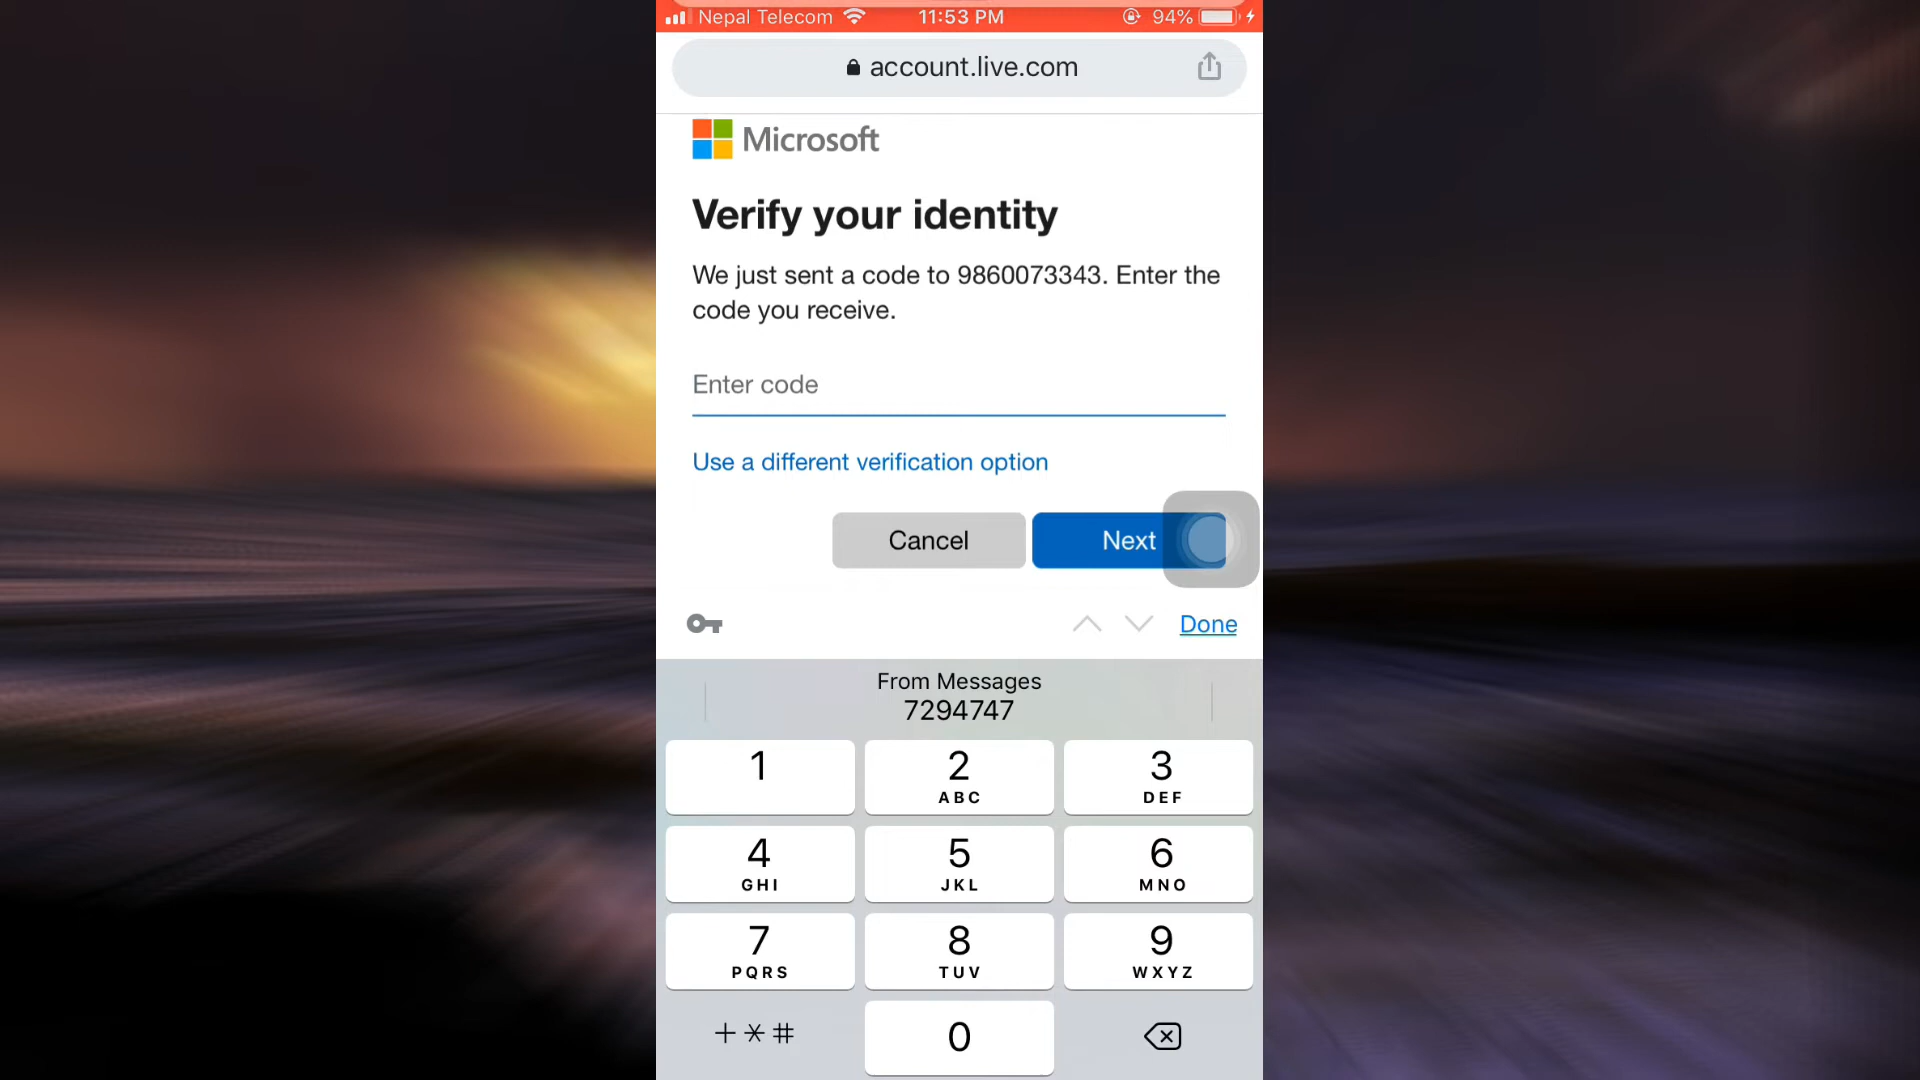 Nepal Telecom 11:53 PM 94%
account.live.com
Microsoft
Verify your identity
We just sent a code to 9860073343. Enter the
code you receive.
Enter code
Use a different verification option
Cancel Next
Done
From Messages
7294747
1 2 3
ABC DEF
4 5 6
GHI JKL MNO
7 8 9
PQRS TUV WXYZ
+*# 0